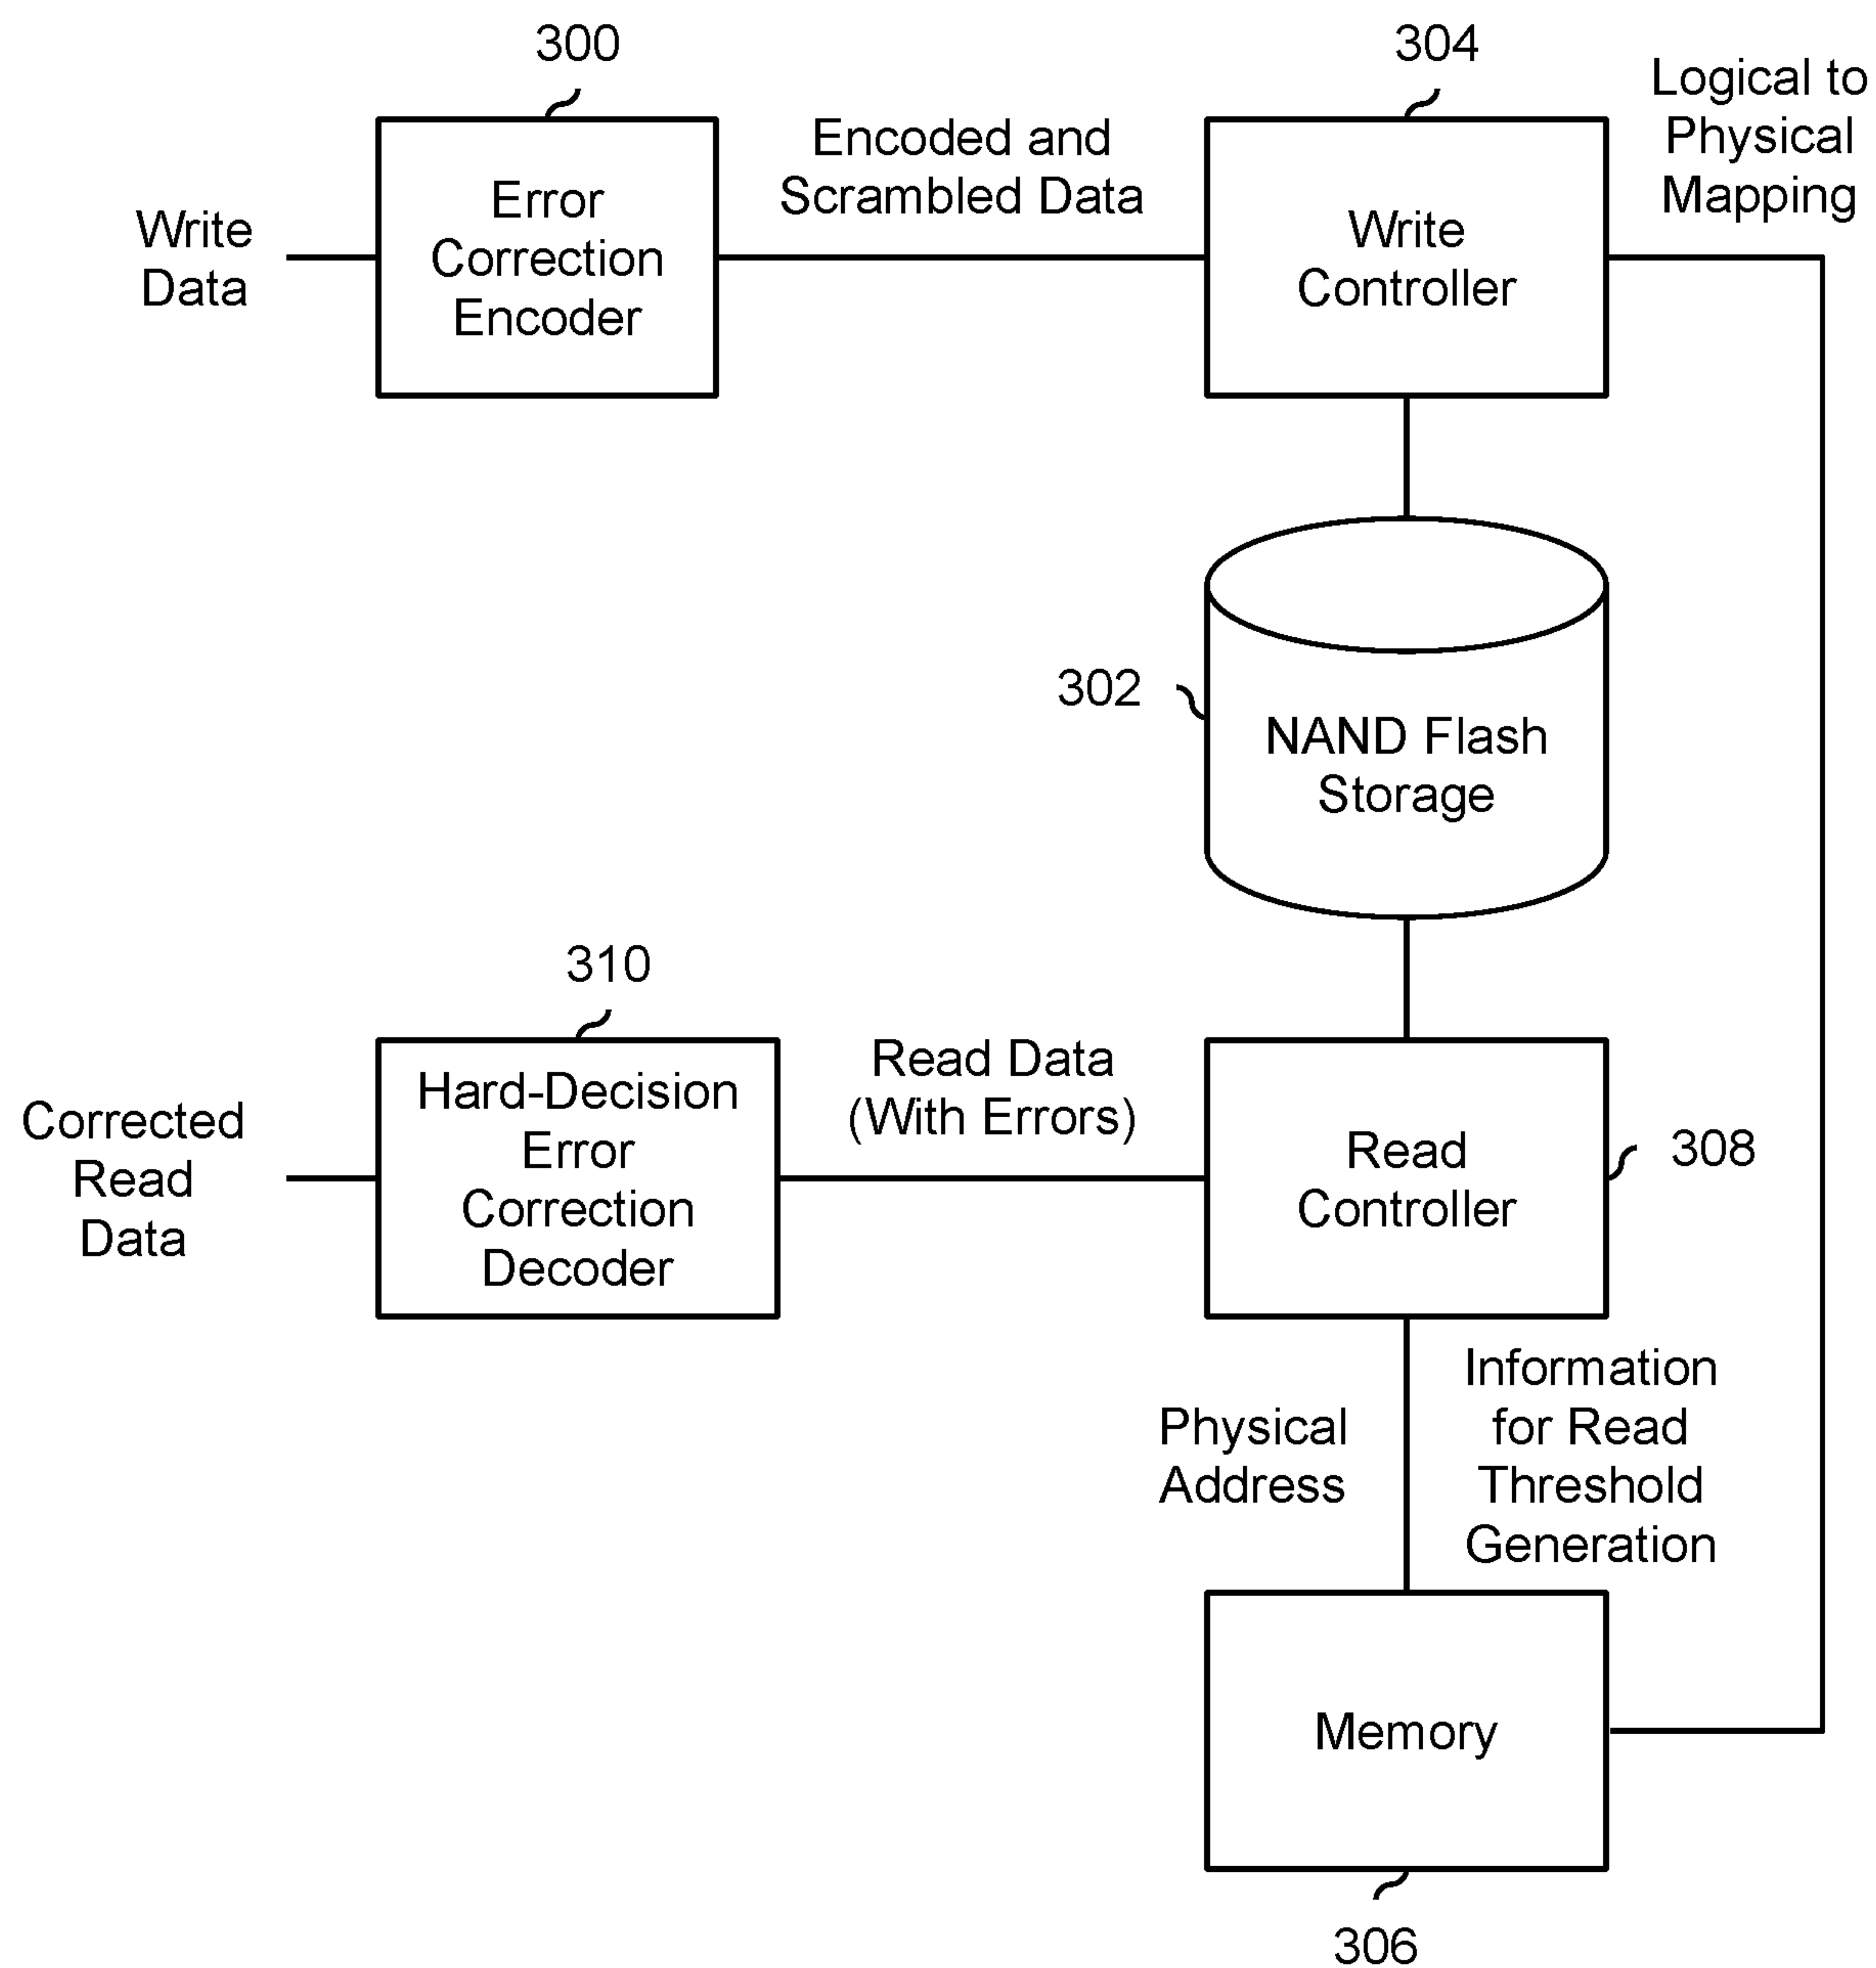 300
304
Logical to
Physical
Mapping
Write
Data
Error
Correction
Encoder
Encoded and
Scrambled Data
Write
Controller
302
NAND Flash
Storage
310
Corrected
Read
Data
Hard-Decision
Error
Correction
Decoder
Read Data
(With Errors)
Read
Controller
308
Physical
Address
Information
for Read
Threshold
Generation
Memory
306